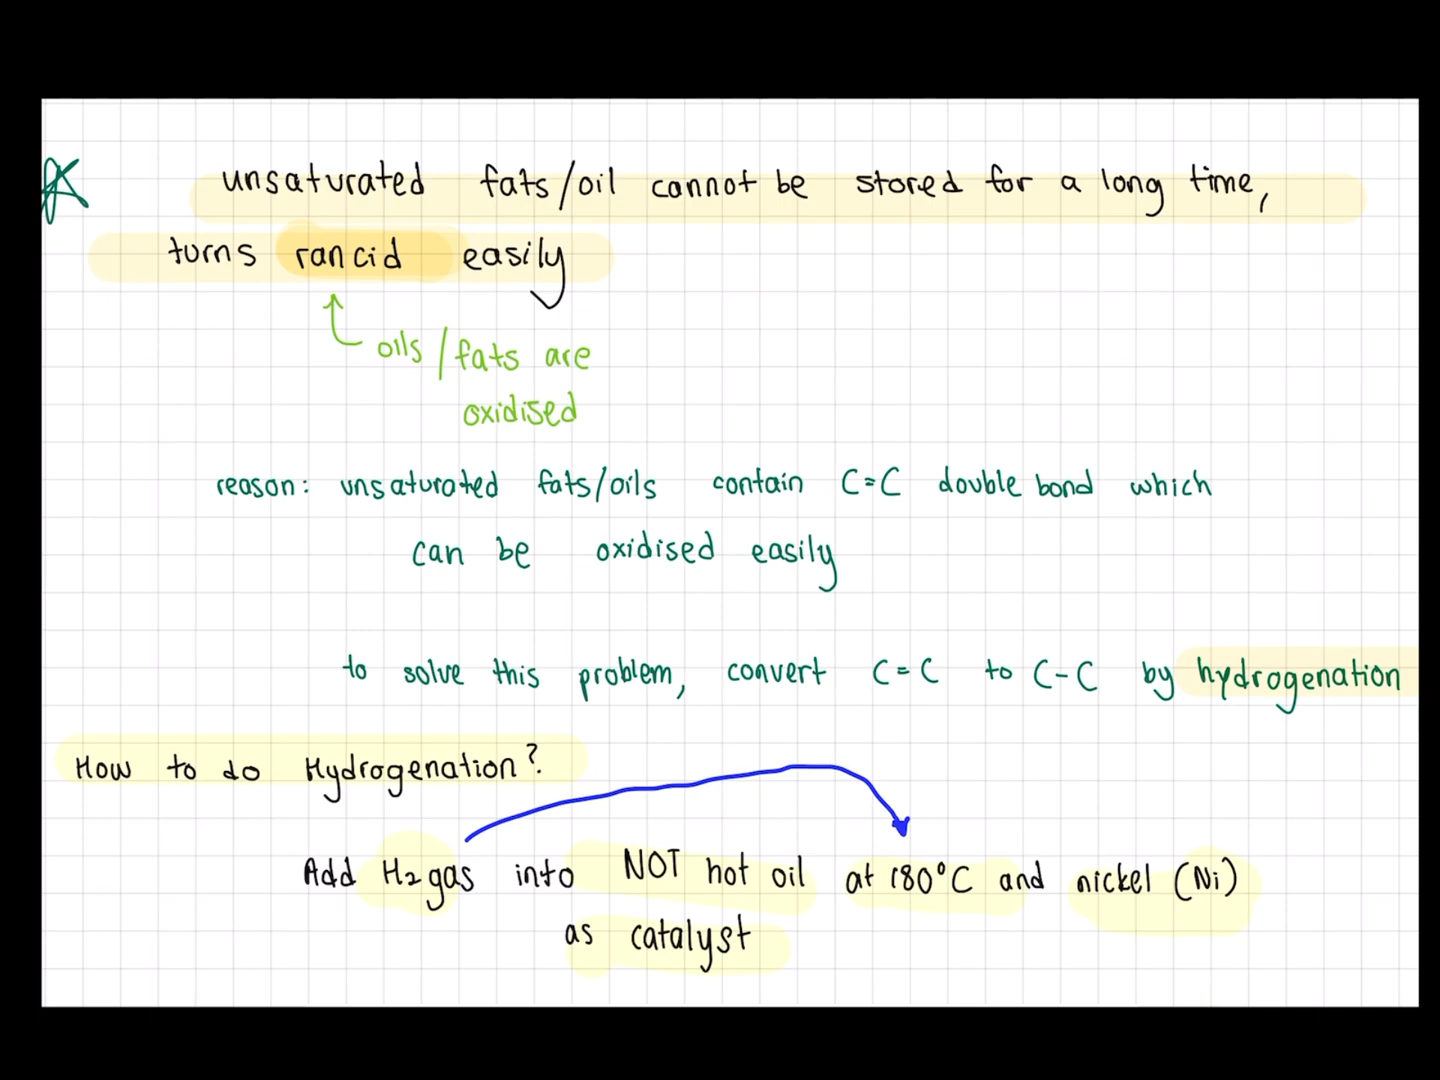 unsaturated fats/oil cannot be stored for a long time,
turns rancid easily
oils/fats are
oxidised
reason: unsaturated fats/oils contain C=C double bond which
can be oxidised easily
to solve this problem, convert C=C to C-C by hydrogenation
How to do Hydrogenation?
Add H₂ gas into NOT hot oil at 180°C and nickel (Ni)
as catalyst